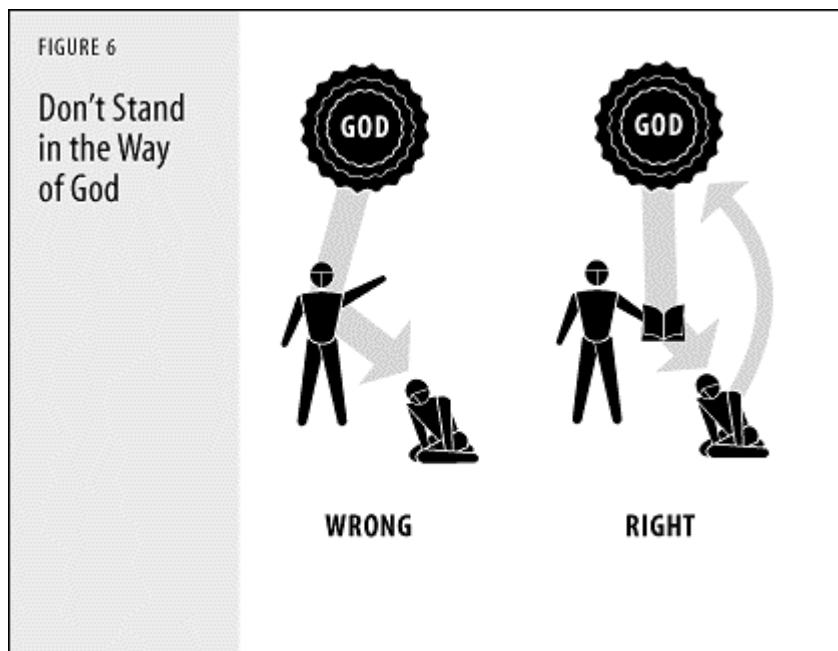 FIGURE 6
Don't Stand
in the Way
of God
GOD
GOD
WRONG
RIGHT